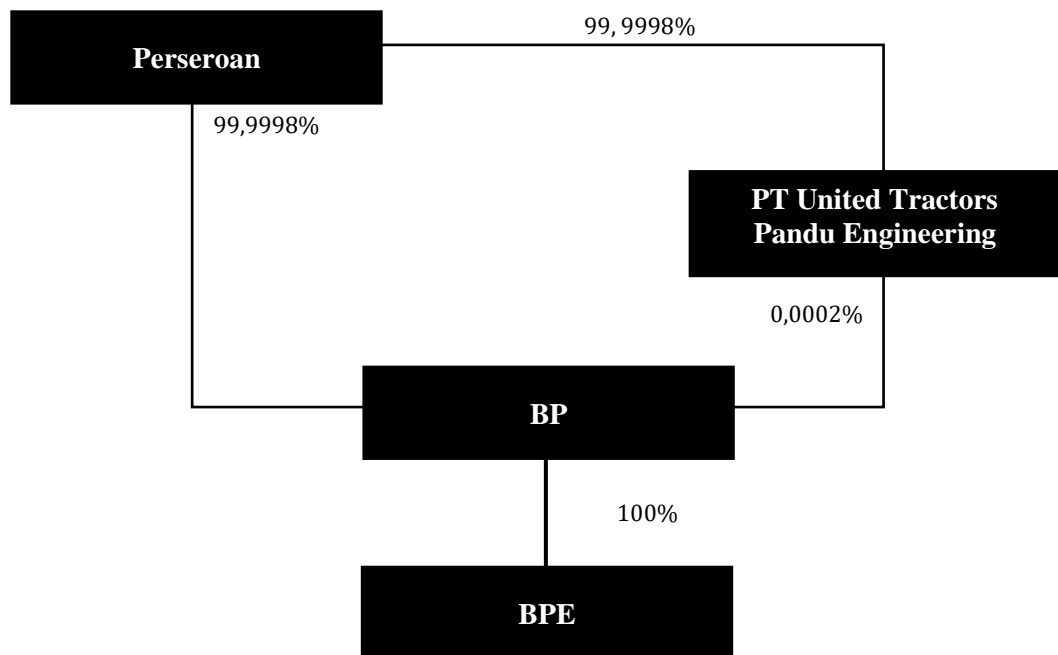 99, 9998%
Perseroan
99,9998%
PT United Tractors
Pandu Engineering
0,0002%
BP
100%
BPE